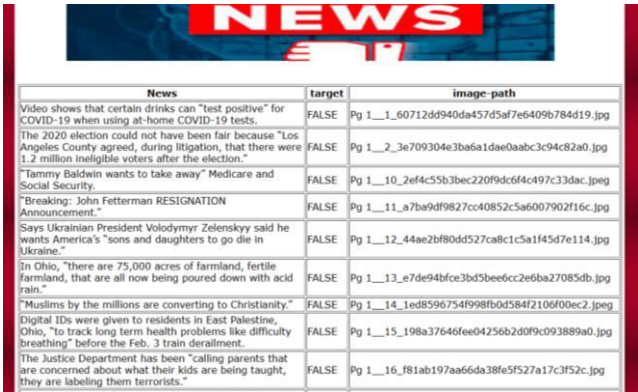 NEWS
News target image-path
Video shows that certain drinks can "test positive" for
COVID-19 when using at-home COVID-19 tests.
FALSE Pg 1__1_60712dd940da457d5af7e6409b784d19.jpg
The 2020 election could not have been fair because "Los
Angeles County agreed, during litigation, that there were
1.2 million ineligible voters after the election."
FALSE Pg 1__2_3e709304e3ba6a1dae0aabc3c94c82a0.jpg
"Tammy Baldwin wants to take away" Medicare and
Social Security.
FALSE Pg 1__10_2ef4c55b3bec220f9dc6f4c497c33dac.jpeg
"Breaking: John Fetterman RESIGNATION
Announcement."
FALSE Pg 1__11_a7ba9df9827cc40852c5a6007902f16c.jpg
Says Ukrainian President Volodymyr Zelenskyy said he
wants America's "sons and daughters to go die in
Ukraine."
FALSE Pg 1__12_44ae2bf80dd527ca8c1c5a1f45d7e114.jpg
In Ohio, "there are 75,000 acres of farmland, fertile
farmland, that are all now being poured down with acid
rain."
FALSE Pg 1__13_e7de94bfce3bd5bee6cc2e6ba27085db.jpg
"Muslims by the millions are converting to Christianity."
FALSE Pg 1__14_1ed8596754f998fb0d584f2106f00ec2.jpeg
Digital IDs were given to residents in East Palestine,
Ohio, "to track long term health problems like difficulty
breathing" before the Feb. 3 train derailment.
FALSE Pg 1__15_198a37646fee04256b2d0f9c093889a0.jpg
The Justice Department has been "calling parents that
are concerned about what their kids are being taught,
they are labeling them terrorists."
FALSE Pg 1__16_f81ab197aa66da38fe5f527a17c3f52c.jpg